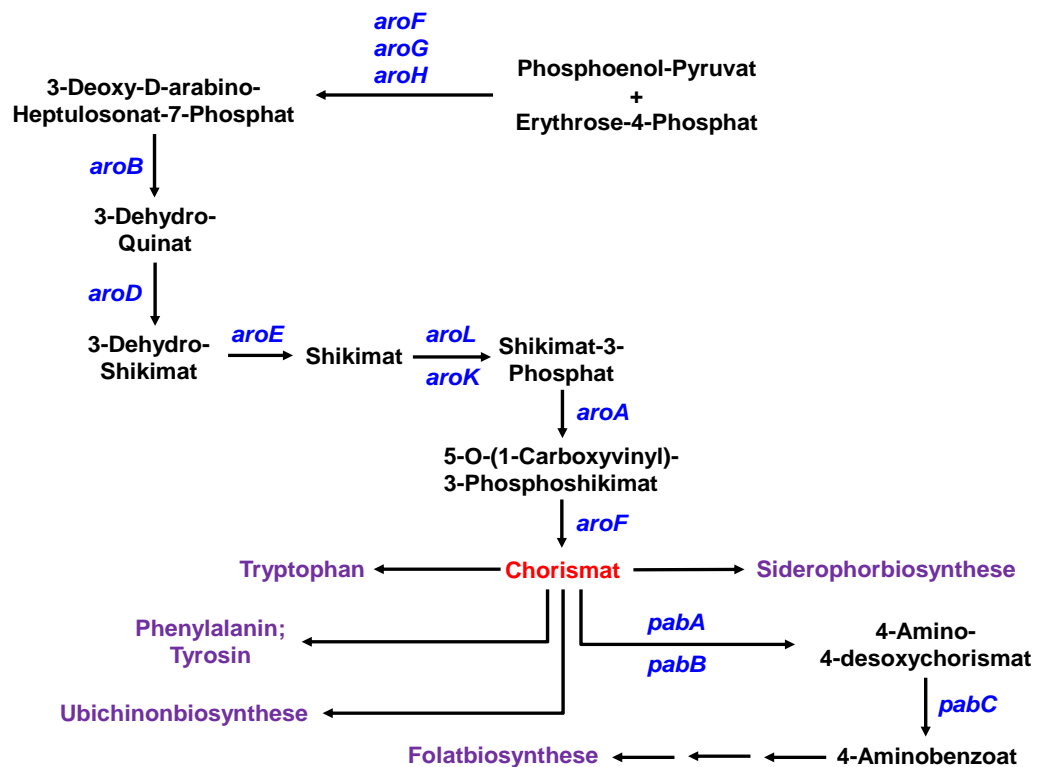 aroF
aroG
aroH
Phosphoenol-Pyruvat
+
Erythrose-4-Phosphat
3-Deoxy-D-arabino-
Heptulosonat-7-Phosphat
aroB
3-Dehydro-
Quinat
aroD
3-Dehydro-
Shikimat
aroE
Shikimat
aroL
aroK
Shikimat-3-
Phosphat
aroA
5-O-(1-Carboxyvinyl)-
3-Phosphoshikimat
aroF
Tryptophan
Chorismat
Siderophorbiosynthese
Phenylalanin;
Tyrosin
pabA
pabB
4-Amino-
4-desoxychorismat
Ubichinonbiosynthese
pabC
Folatbiosynthese
4-Aminobenzoat